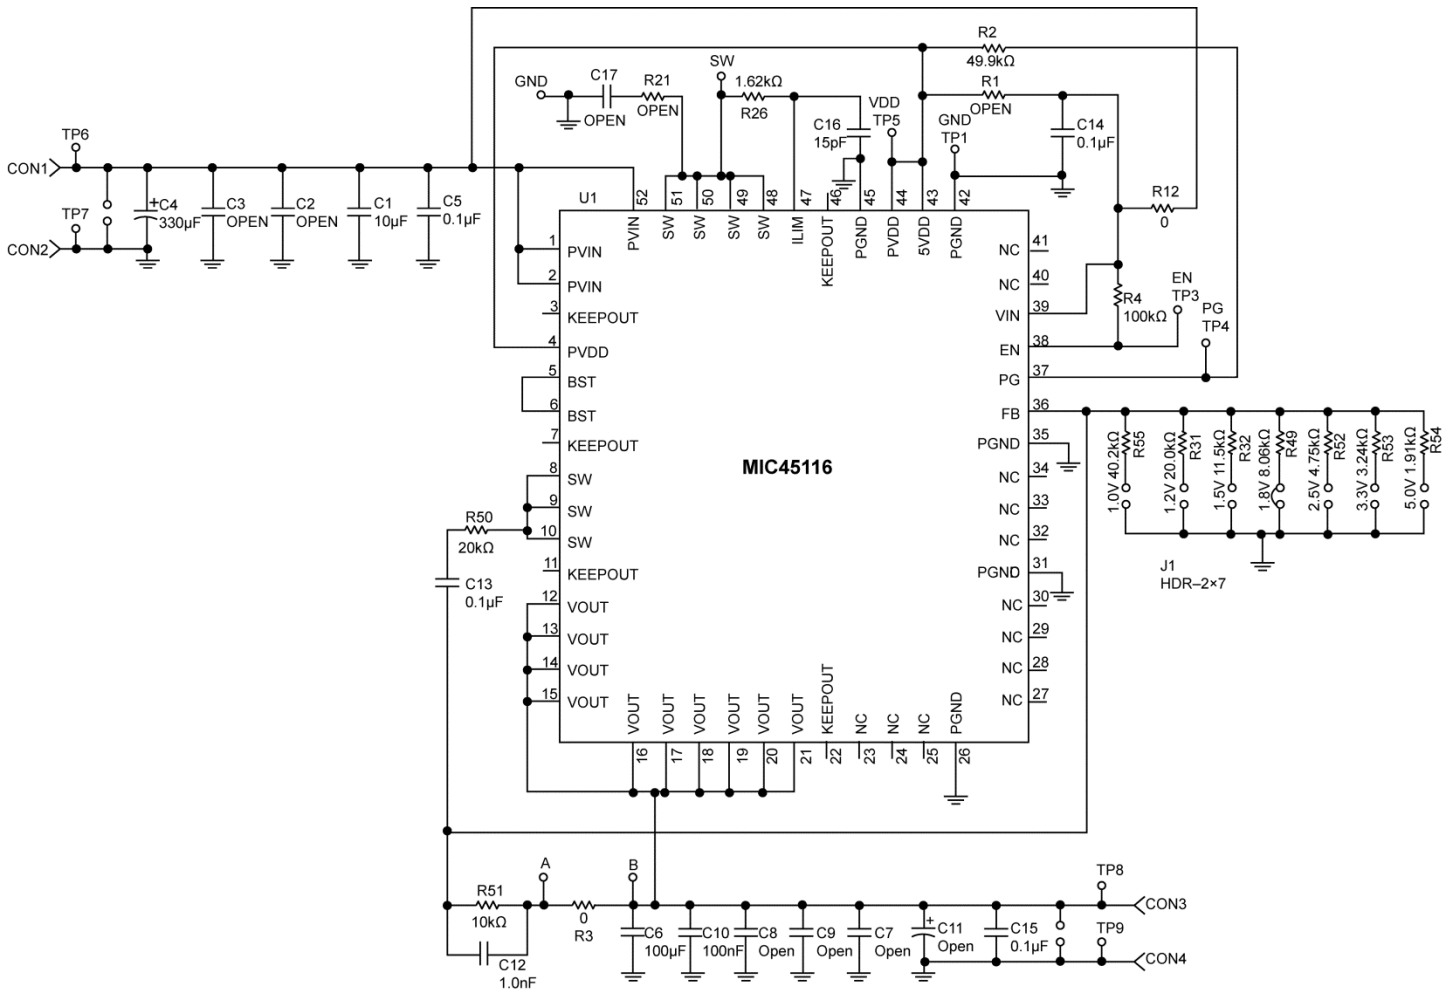 R2
49.9kΩ
SW
1.62kΩ
R26
R1
OPEN
GND
C17
OPEN
R21
OPEN
VDD
TP5
GND
TP1
C16
15pF
C14
0.1µF
TP6
CON1
TP7
CON2
C4
+
330µF
C3
OPEN
C2
OPEN
C1
10µF
C5
0.1µF
R12
0
U1
52
51
50
49
48
47
46
45
44
43
42
PVIN
SW
SW
SW
SW
ILIM
KEEPOUT
PGND
PVDD
5VDD
PGND
1 PVIN
2 PVIN
3 KEEPOUT
4 PVDD
5 BST
6 BST
7 KEEPOUT
8 SW
9 SW
10 SW
11 KEEPOUT
12 VOUT
13 VOUT
14 VOUT
15 VOUT
MIC45116
NC 41
NC 40
VIN 39
EN 38
PG 37
FB 36
PGND 35
NC 34
NC 33
NC 32
PGND 31
NC 30
NC 29
NC 28
NC 27
R4
100kΩ
EN
TP3
PG
TP4
1.0V 40.2kΩ
R55
1.2V 20.0kΩ
R31
1.5V 11.5kΩ
R32
1.8V 8.06kΩ
R49
2.5V 4.75kΩ
R52
3.3V 3.24kΩ
R53
5.0V 1.91kΩ
R54
J1
HDR–2×7
R50
20kΩ
C13
0.1µF
VOUT
VOUT
VOUT
VOUT
VOUT
VOUT
KEEPOUT
NC
NC
NC
PGND
16
17
18
19
20
21
22
23
24
25
26
A
B
R51
10kΩ
C12
1.0nF
0
R3
C6
100µF
C10
100nF
C8
Open
C9
Open
C7
Open
+
C11
Open
C15
0.1µF
TP8
CON3
TP9
CON4